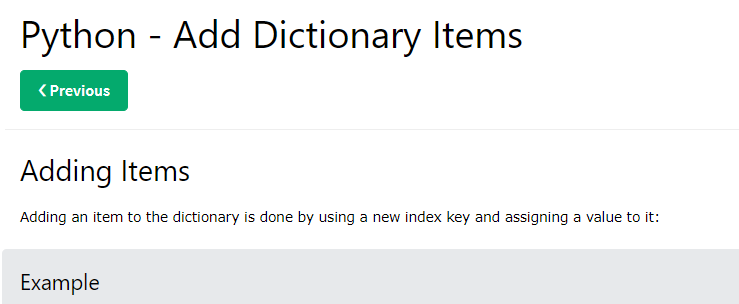 Python - Add Dictionary Items
❮ Previous
Adding Items
Adding an item to the dictionary is done by using a new index key and assigning a value to it:
Example